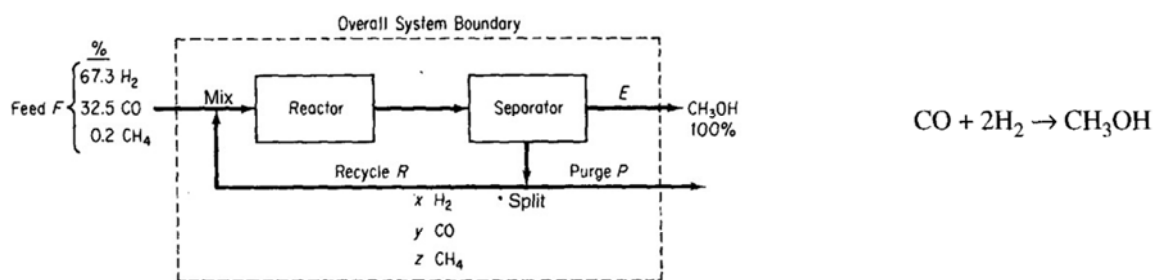 Overall System Boundary
%
67.3 H₂
Feed F
32.5 CO
0.2 CH₄
Mix
Reactor
Separator
E
CH₃OH
100%
CO + 2H₂ → CH₃OH
Recycle R
Purge P
x H₂
Split
y CO
z CH₄